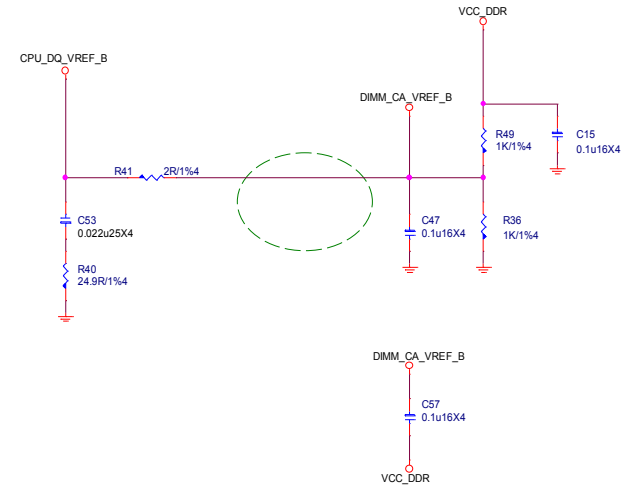 VCC_DDR
CPU_DQ_VREF_B
DIMM_CA_VREF_B
R49
1K/1%4
C15
0.1u16X4
R41
2R/1%4
C53
0.022u25X4
C47
0.1u16X4
R36
1K/1%4
R40
24.9R/1%4
DIMM_CA_VREF_B
C57
0.1u16X4
VCC_DDR